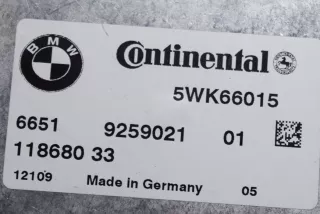 BMW
Continental
5WK66015
6651 9259021 01
118680 33
12109 Made in Germany 05